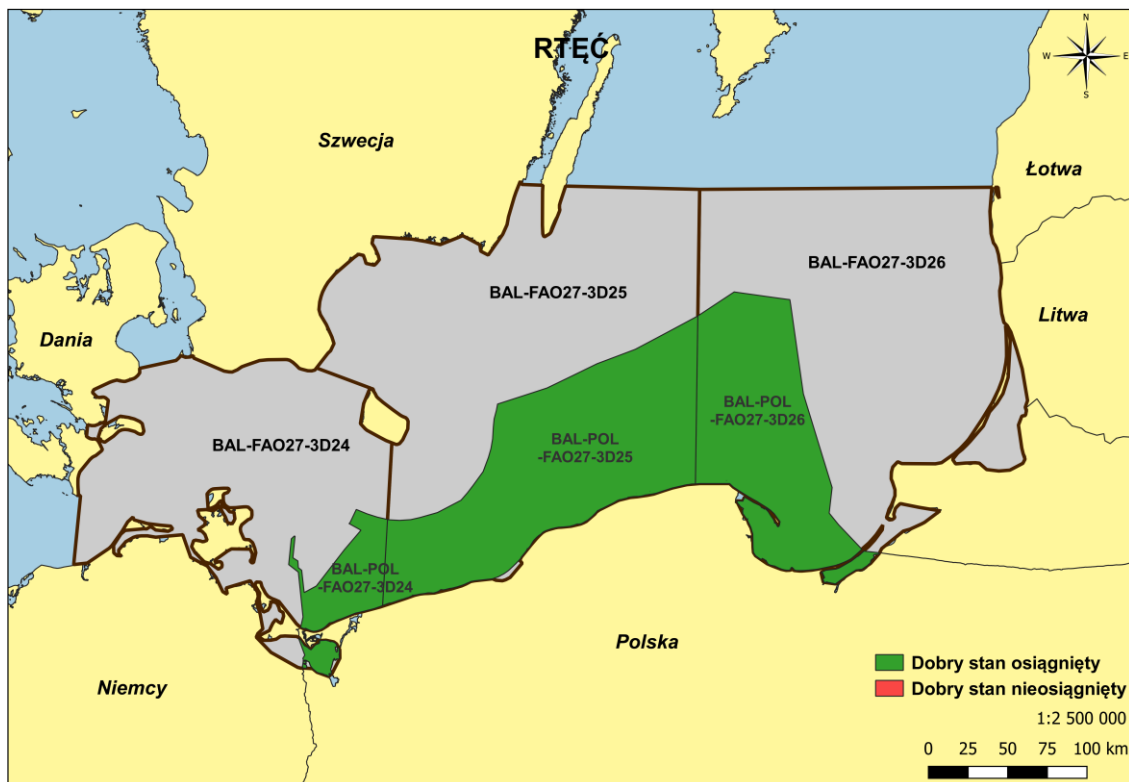 RTĘĆ
N
W E
S
Szwecja
Łotwa
BAL-FAO27-3D26
BAL-FAO27-3D25
Litwa
Dania
BAL-POL
-FAO27-3D26
BAL-POL
-FAO27-3D25
BAL-FAO27-3D24
BAL-POL
-FAO27-3D24
Polska
Niemcy
Dobry stan osiągnięty
Dobry stan nieosiągnięty
1:2 500 000
0 25 50 75 100 km